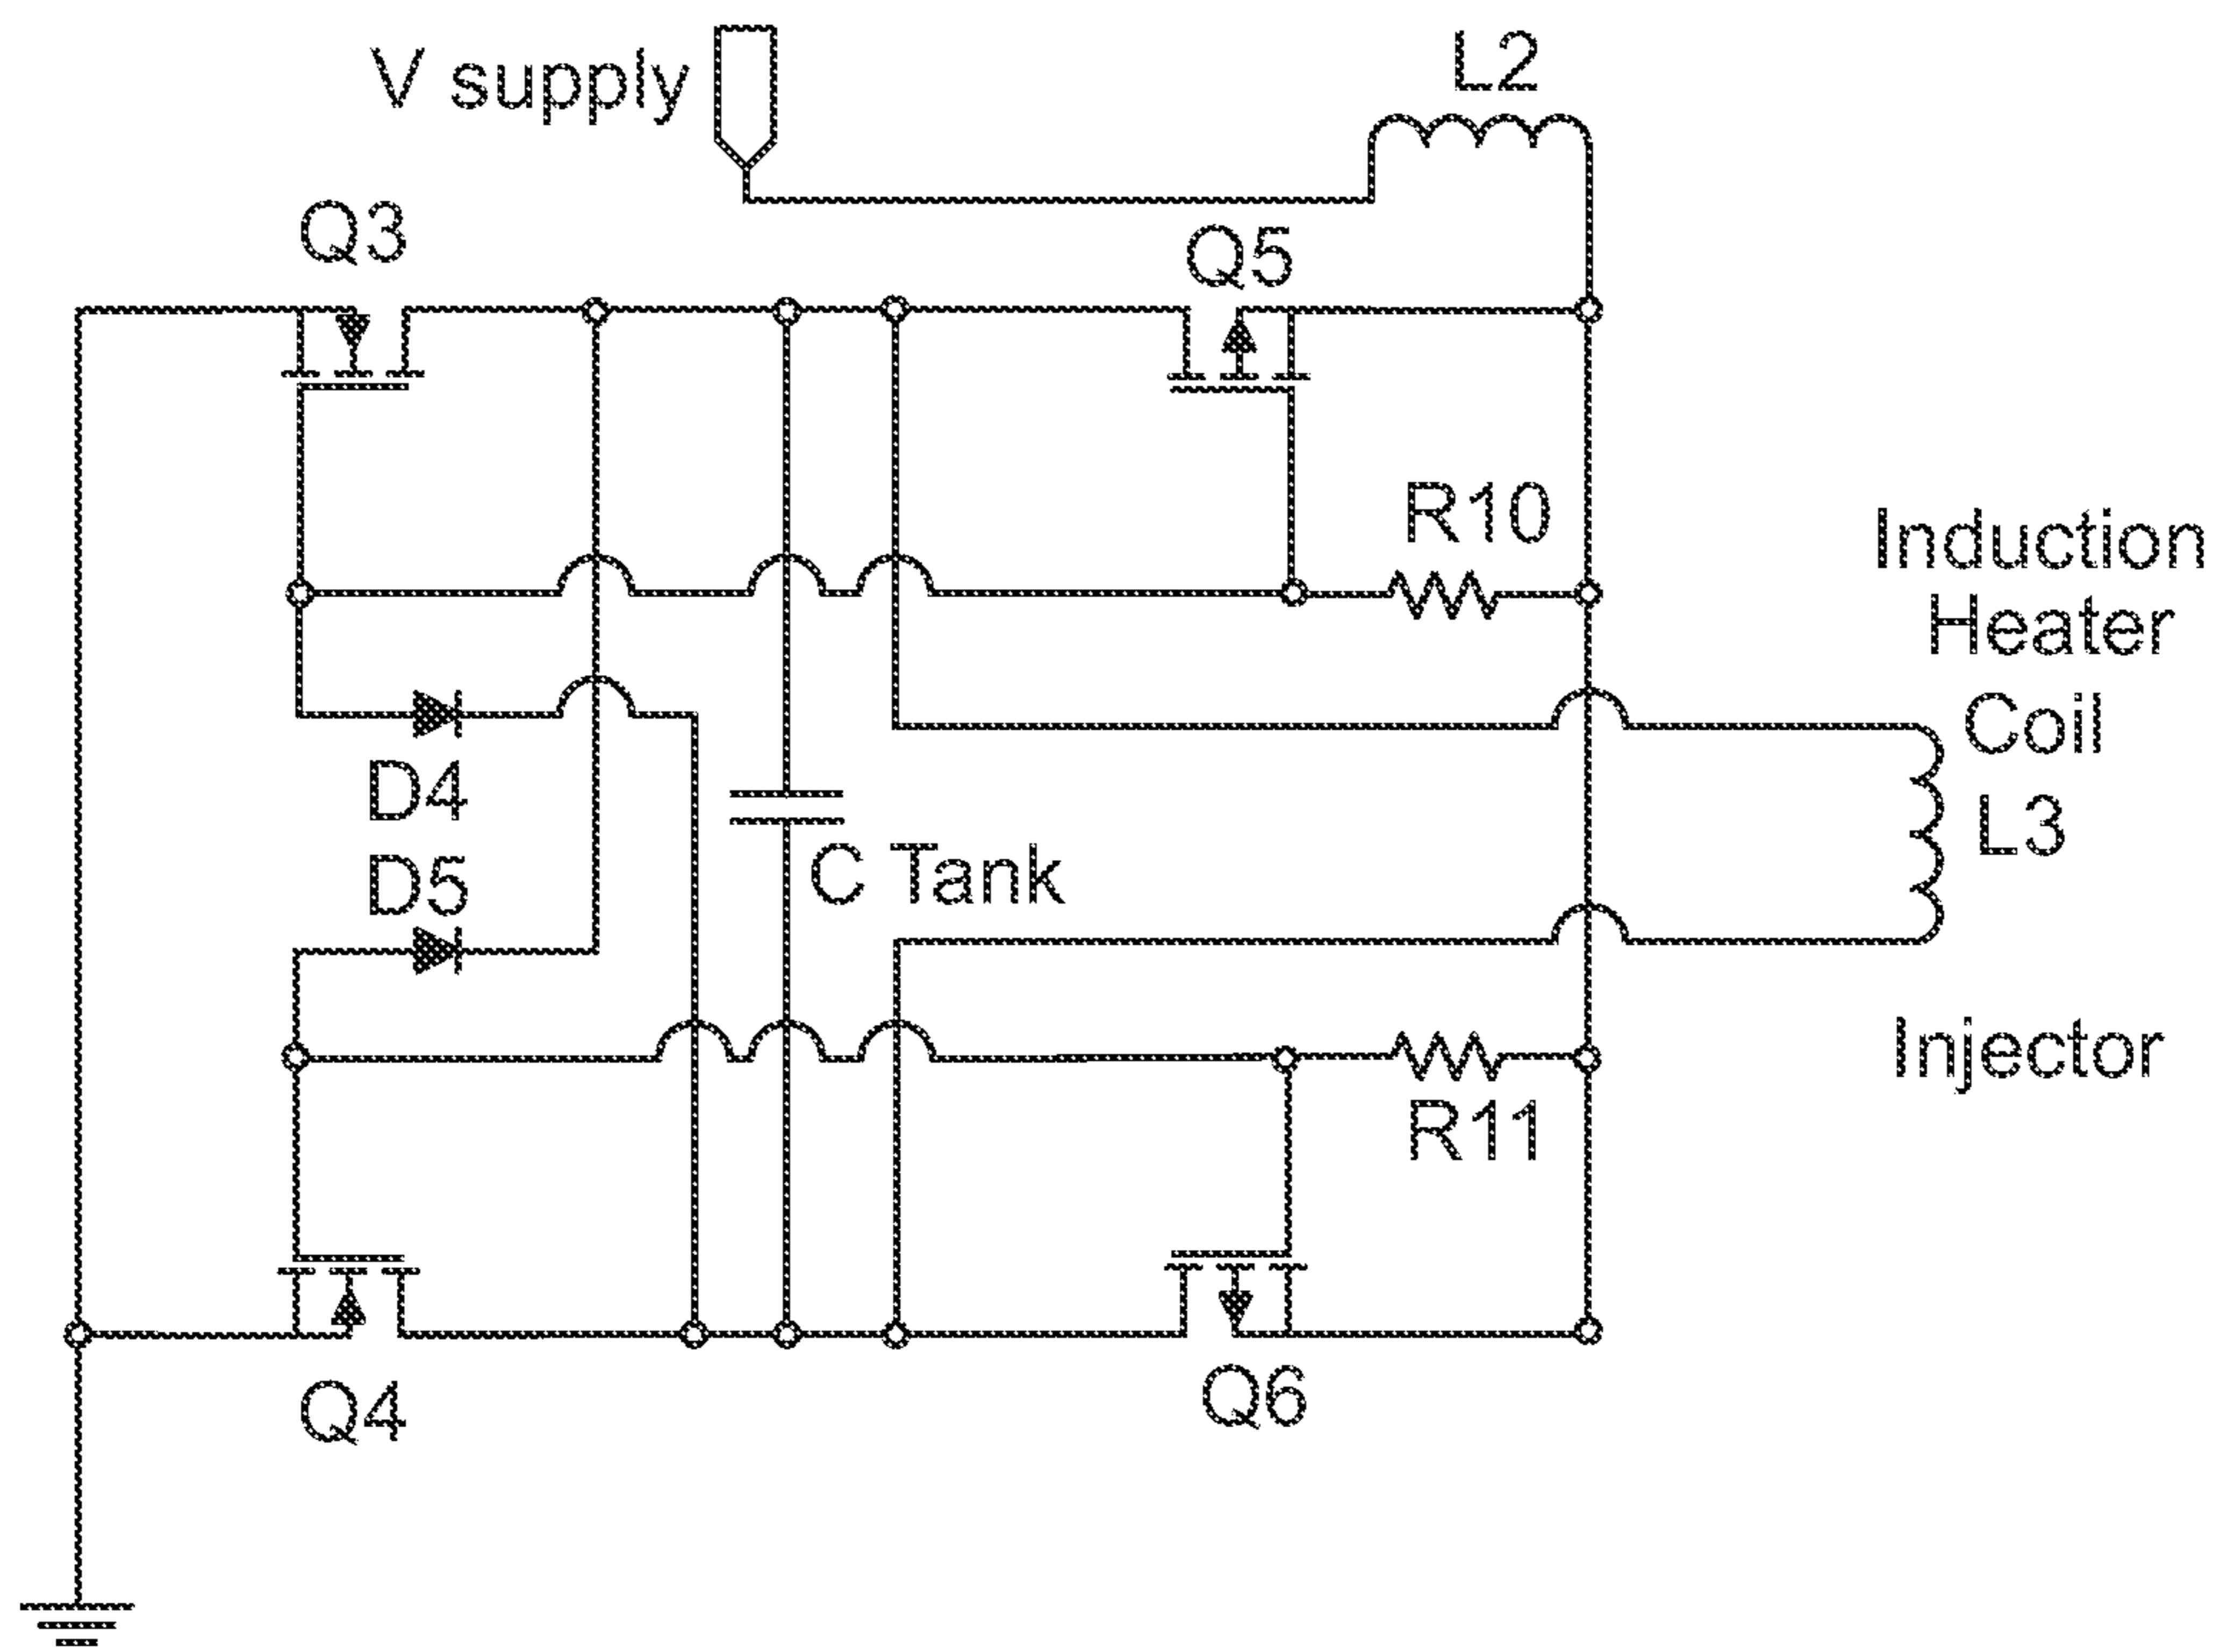 V supply
L2
Q3
Q5
R10
Induction
Heater
Coil
L3
D4
D5
C Tank
Injector
R11
Q4
Q6